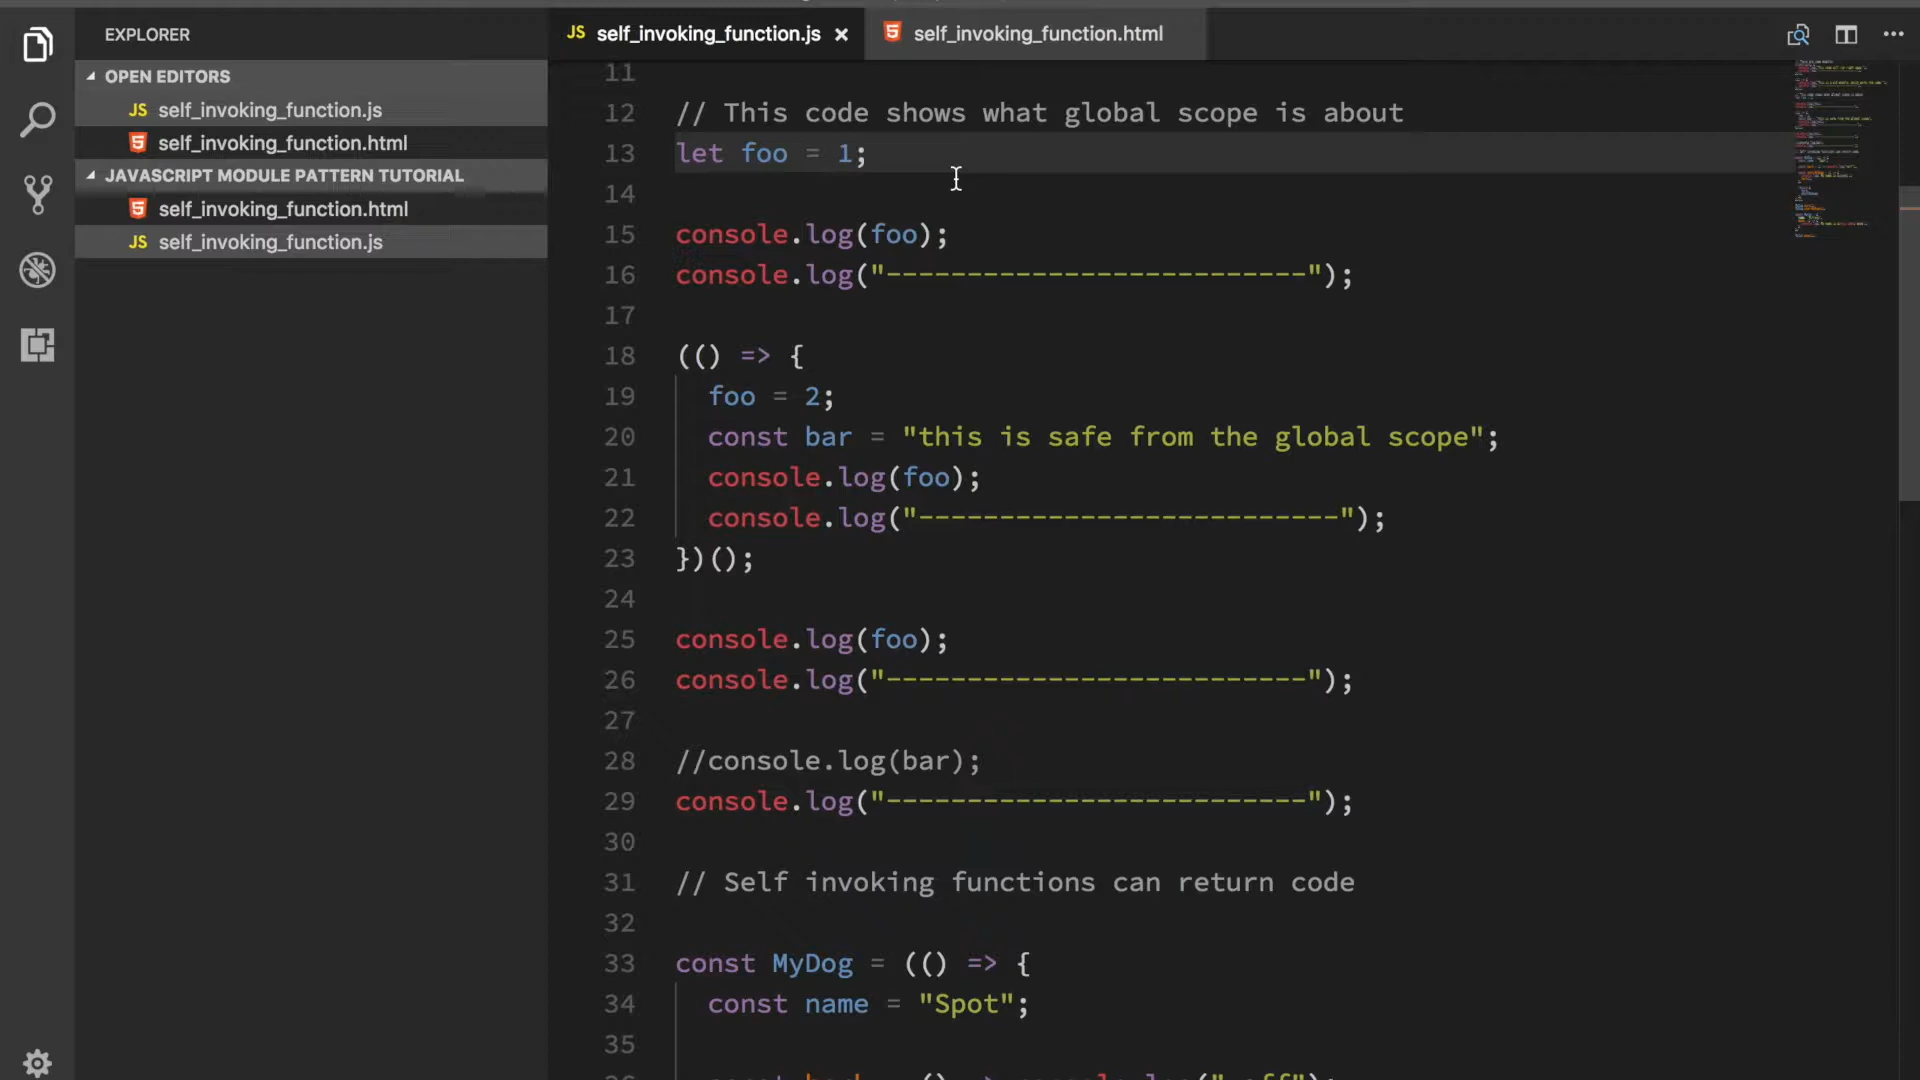 EXPLORER
OPEN EDITORS
JS self_invoking_function.js
self_invoking_function.html
JAVASCRIPT MODULE PATTERN TUTORIAL
self_invoking_function.html
JS self_invoking_function.js
JS self_invoking_function.js ×
self_invoking_function.html
11
12 // This code shows what global scope is about
13 let foo = 1;
14
15 console.log(foo);
16 console.log("--------------------------");
17
18 (() => {
19 foo = 2;
20 const bar = "this is safe from the global scope";
21 console.log(foo);
22 console.log("--------------------------");
23 })();
24
25 console.log(foo);
26 console.log("--------------------------");
27
28 //console.log(bar);
29 console.log("--------------------------");
30
31 // Self invoking functions can return code
32
33 const MyDog = (() => {
34 const name = "Spot";
35